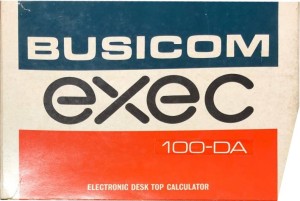 BUSICOM
exec
100-DA
ELECTRONIC DESK TOP CALCULATOR